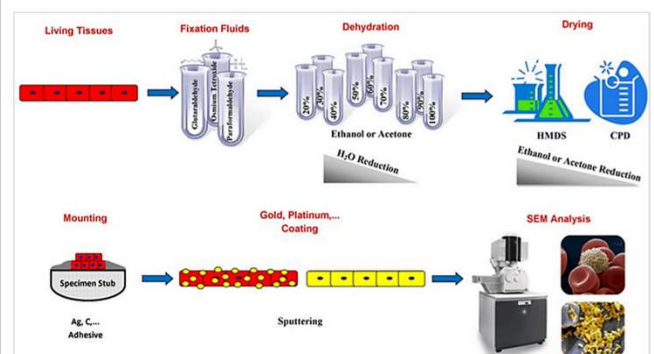 Living Tissues
Fixation Fluids
Dehydration
Drying
Glutaraldehyde
Osmium Tetroxide
Paraformaldehyde
20%
30%
40%
50%
60%
70%
80%
90%
100%
Ethanol or Acetone
H₂O Reduction
HMDS
CPD
Ethanol or Acetone Reduction
Mounting
Gold, Platinum,...
Coating
SEM Analysis
Specimen Stub
Ag, C,...
Adhesive
Sputtering